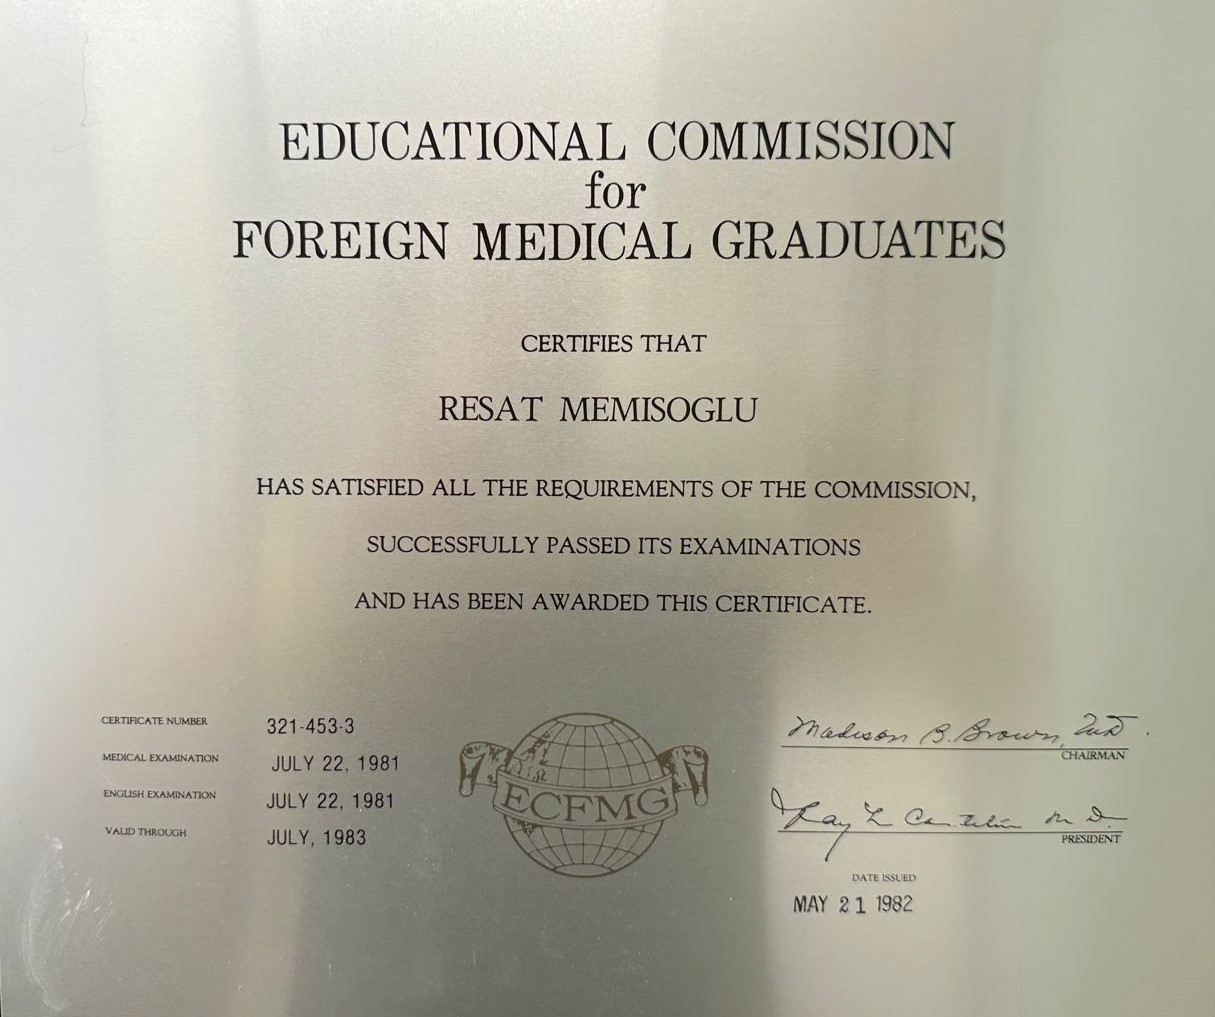 EDUCATIONAL COMMISSION
for
FOREIGN MEDICAL GRADUATES
CERTIFIES THAT
RESAT MEMISOGLU
HAS SATISFIED ALL THE REQUIREMENTS OF THE COMMISSION,
SUCCESSFULLY PASSED ITS EXAMINATIONS
AND HAS BEEN AWARDED THIS CERTIFICATE.
CERTIFICATE NUMBER 321-453-3
MEDICAL EXAMINATION JULY 22, 1981
ENGLISH EXAMINATION JULY 22, 1981
VALID THROUGH JULY, 1983
ECFMG
Madison B. Brown, MD
CHAIRMAN
Ray L M.D.
PRESIDENT
DATE ISSUED
MAY 21 1982